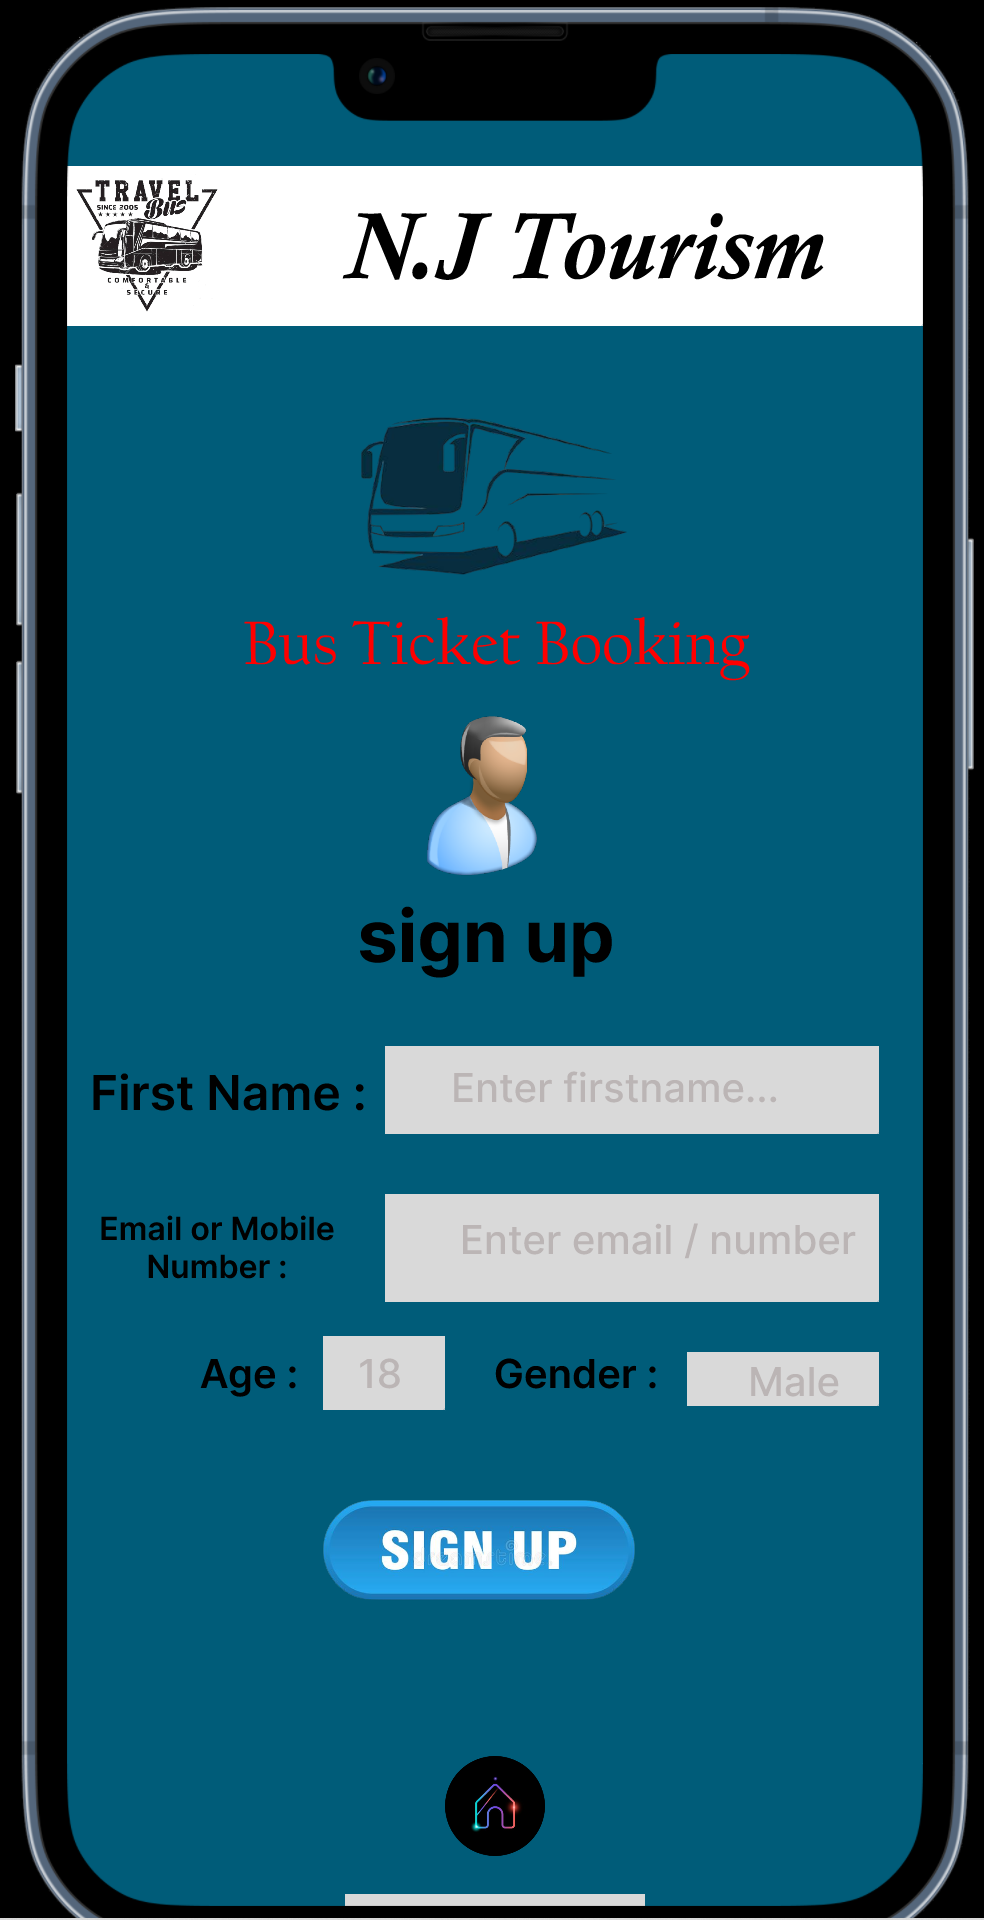 TRAVEL
SINCE 2005 Bus
COMFORTABLE
&
SECURE
N.J Tourism
Bus Ticket Booking
sign up
First Name : Enter firstname...
Email or Mobile
Number : Enter email / number
Age : 18 Gender : Male
SIGN UP